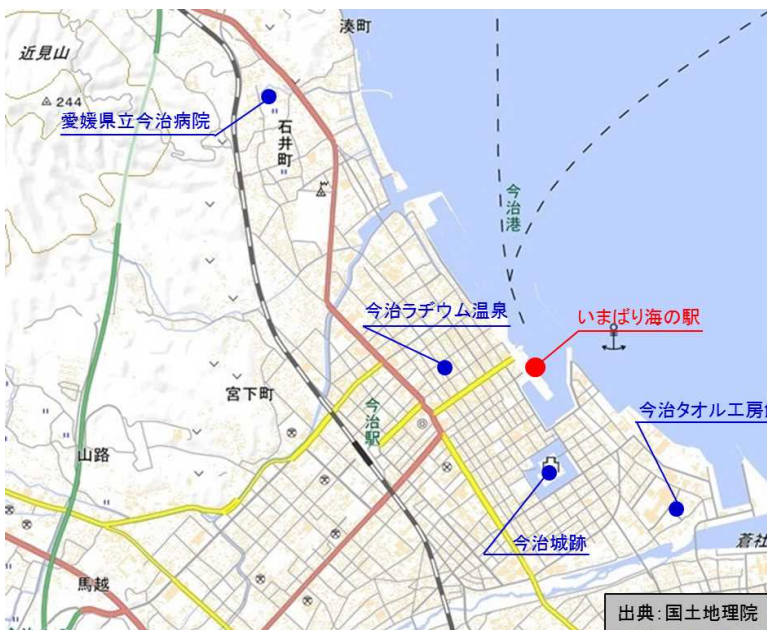 湊町
近見山
244
愛媛県立今治病院
石井町
今治港
今治ラヂウム温泉
いまばり海の駅
宮下町
今治駅
今治タオル工房
山路
今治城跡
蒼社
馬越
出典:国土地理院